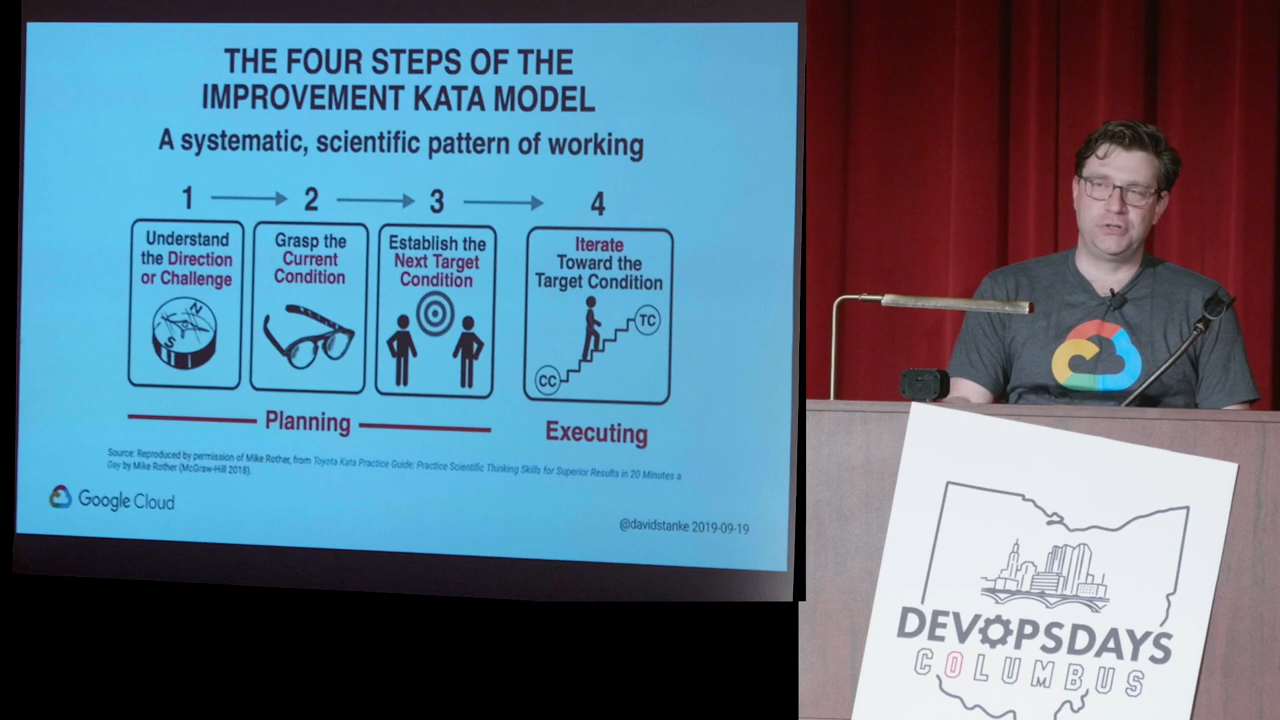 THE FOUR STEPS OF THE
IMPROVEMENT KATA MODEL
A systematic, scientific pattern of working
1 2 3 4
Understand
the Direction
or Challenge
N
S
Grasp the
Current
Condition
Establish the
Next Target
Condition
Iterate
Toward the
Target Condition
TC
CC
Planning
Executing
Source: Reproduced by permission of Mike Rother, from Toyota Kata Practice Guide: Practice Scientific Thinking Skills for Superior Results in 20 Minutes a
Day by Mike Rother (McGraw-Hill 2018).
Google Cloud
@davidstanke 2019-09-19
DEVOPSDAYS
COLUMBUS